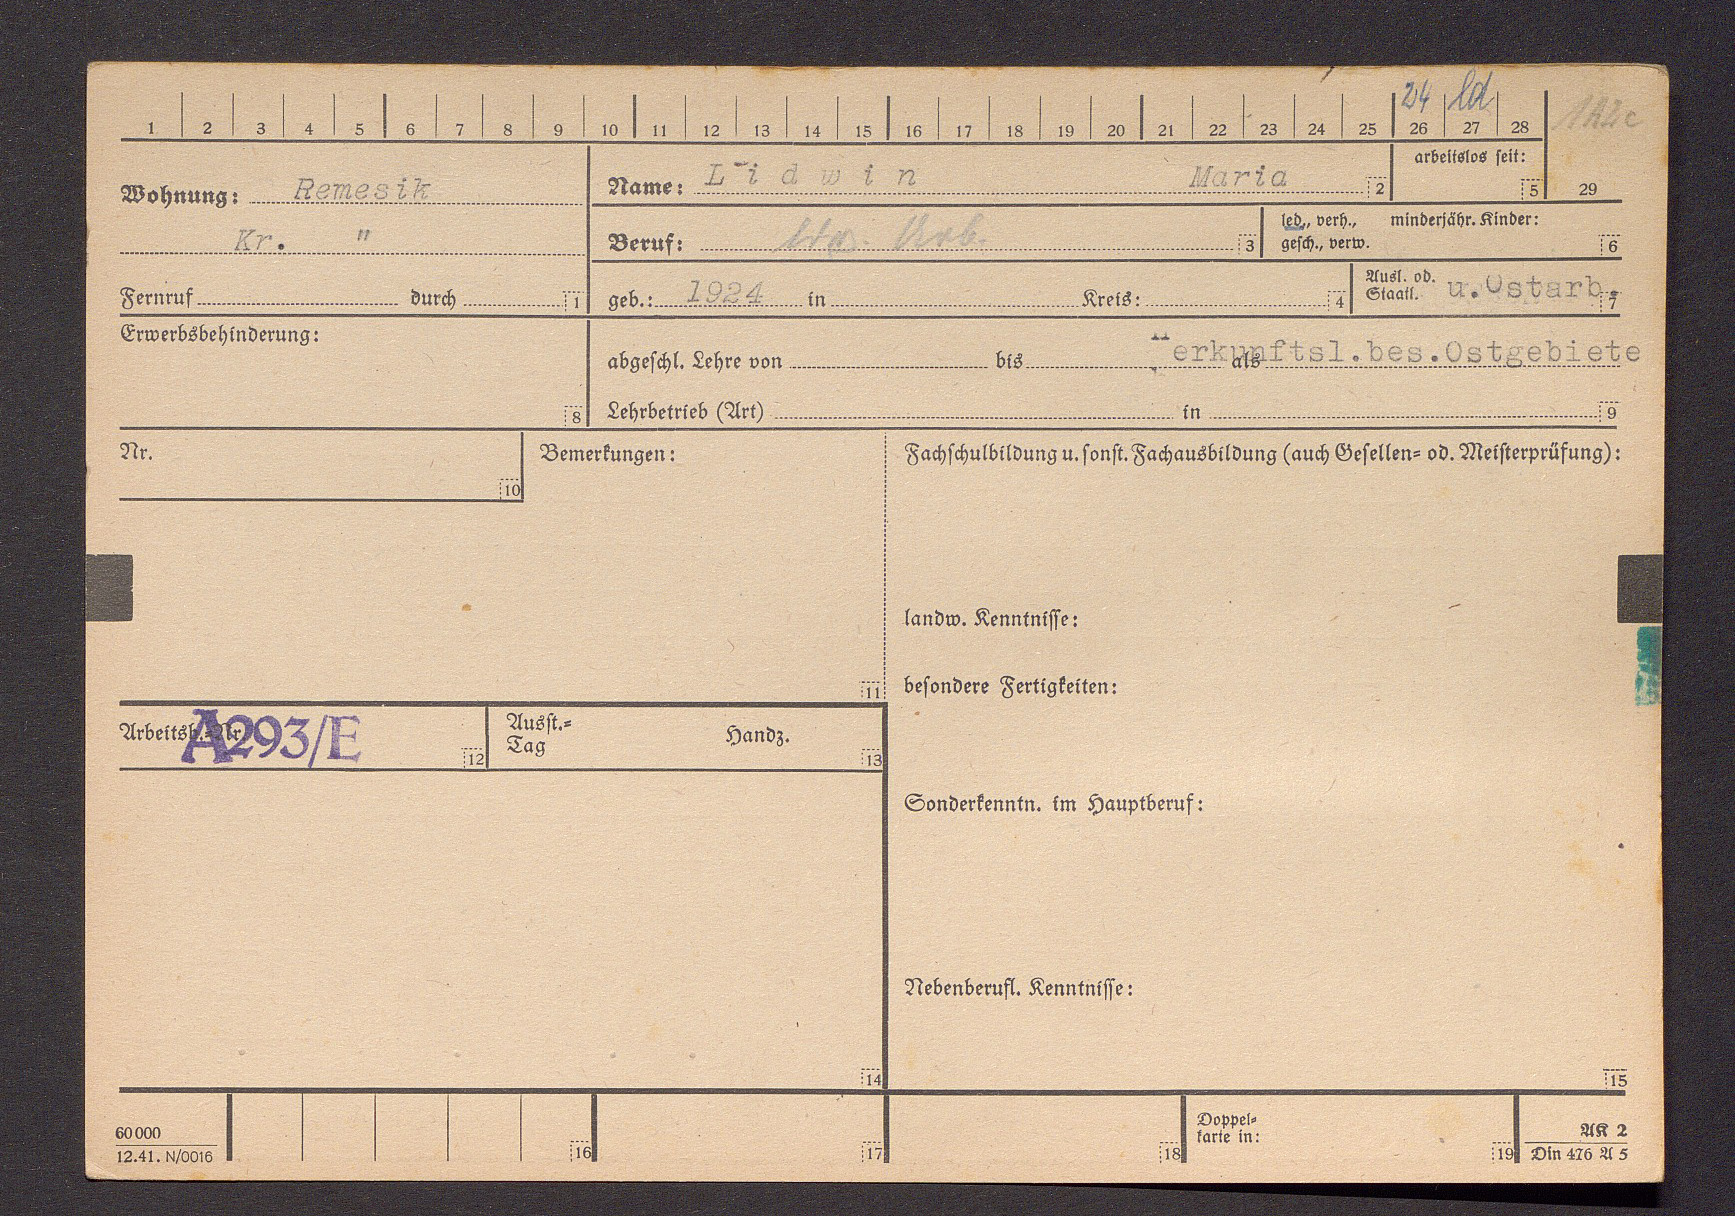 24 ld
1 2 3 4 5 6 7 8 9 10 11 12 13 14 15 16 17 18 19 20 21 22 23 24 25 26 27 28
arbeitslos seit:
5 29
Wohnung: Remesik
Name: Lidwin Maria 2
Kr. "
Beruf: ldw. Arb. 3
led., verh., minderjähr. Kinder:
gesch., verw. 6
Fernruf durch 1
geb.: 1924 in Kreis: 4
Ausl. od. Staatl. u.Ostarb. 7
Erwerbsbehinderung:
8
Herkunftsl.bes.Ostgebiete
abgeschl. Lehre von bis als
Lehrbetrieb (Art) in 9
Nr.
10
Bemerkungen:
11
Fachschulbildung u. sonst. Fachausbildung (auch Gesellen= od. Meisterprüfung):
landw. Kenntnisse:
besondere Fertigkeiten:
Arbeitsb.=Nr. A293/E 12
Ausst.=
Tag Handz. 13
Sonderkenntn. im Hauptberuf:
Nebenberufl. Kenntnisse:
14 15
60000
12.41. N/0016
16 17 18
Doppel=
karte in: 19
AK 2
Din 476 A 5